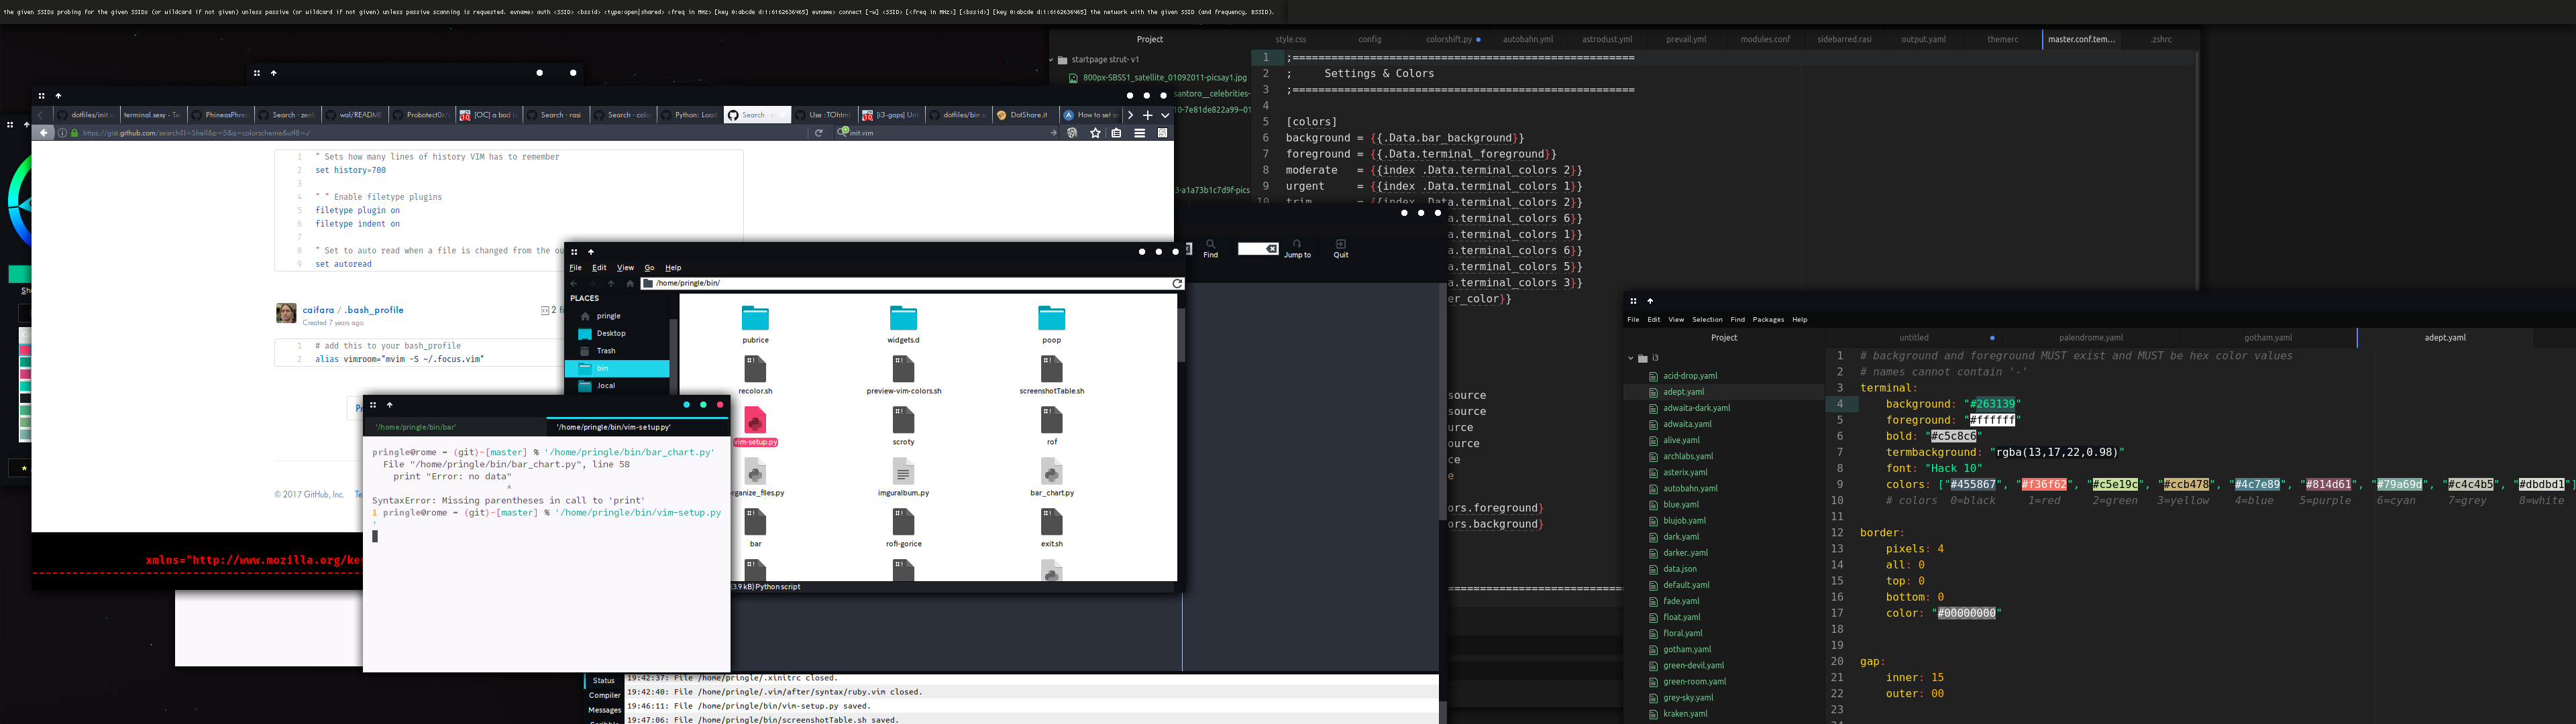 the given SSIDs probing for the given SSIDs (or wildcard if not given) unless passive (or wildcard if not given) unless passive scanning is requested. evname> auth <SSID> <bssid> <type:open|shared> <freq in MHz> [key 0:abcde d:1:6162636465] evname> connect [-w] <SSID> [<freq in MHz>] [<bssid>] [key 0:abcde d:1:6162636465] the network with the given SSID (and frequency, BSSID).
Project
style.css
config
colorshift.py
autobahn.yml
astrodust.yml
prevail.yml
modules.conf
sidebarred.rasi
output.yaml
themerc
master.conf.tem...
.zshrc
startpage strut- v1
800px-SBSS1_satellite_01092011-picsay1.jpg
santoro__celebrities-
10-7e81de822a99~01
3-a1a73b1c7d9f-pics
1 ;=====================================================
2 ;     Settings & Colors
3 ;=====================================================
4
5 [colors]
6 background = {{.Data.bar_background}}
7 foreground = {{.Data.terminal_foreground}}
8 moderate   = {{index .Data.terminal_colors 2}}
9 urgent     = {{index .Data.terminal_colors 1}}
10 trim       = {{index .Data.terminal_colors 2}}
a.terminal_colors 6}}
a.terminal_colors 1}}
a.terminal_colors 6}}
a.terminal_colors 5}}
a.terminal_colors 3}}
er_color}}
source
source
urce
ource
ce
e
ors.foreground}
ors.background}
dotfiles/init.v
terminal.sexy - Te
PhineasPhrea
Search · zenb
wal/README
ProbotectOr/
[OC] a bad i
Search · rasi
Search · colo
Python: Load
Search ·
Use :TOhtml
[i3-gaps] Um
dotfiles/bin
DotShare.it
How to set
https://gist.github.com/search?l=Shell&p=5&q=colorscheme&utf8=✓
init.vim
1 " Sets how many lines of history VIM has to remember
2 set history=700
3
4 " " Enable filetype plugins
5 filetype plugin on
6 filetype indent on
7
8 " Set to auto read when a file is changed from the ou
9 set autoread
caifara / .bash_profile
2 fi
Created 7 years ago
1 # add this to your bash_profile
2 alias vimroom="mvim -S ~/.focus.vim"
Pr
© 2017 GitHub, Inc.
Te
xmlns="http://www.mozilla.org/key
Sh
Find
Jump to
Quit
File Edit View Go Help
/home/pringle/bin/
PLACES
pringle
Desktop
Trash
bin
.local
pubrice
widgets.d
poop
recolor.sh
preview-vim-colors.sh
screenshotTable.sh
vim-setup.py
scroty
rof
organize_files.py
imguralbum.py
bar_chart.py
bar
rofi-gorice
exit.sh
(3.9 kB) Python script
'/home/pringle/bin/bar'
'/home/pringle/bin/vim-setup.py'
pringle@rome - (git)-[master] % '/home/pringle/bin/bar_chart.py'
File "/home/pringle/bin/bar_chart.py", line 58
print "Error: no data"
^
SyntaxError: Missing parentheses in call to 'print'
1 pringle@rome - (git)-[master] % '/home/pringle/bin/vim-setup.py
'
Status
Compiler
Messages
Scribble
19:42:37: File /home/pringle/.xinitrc closed.
19:42:40: File /home/pringle/.vim/after/syntax/ruby.vim closed.
19:46:11: File /home/pringle/bin/vim-setup.py saved.
19:47:06: File /home/pringle/bin/screenshotTable.sh saved.
File Edit View Selection Find Packages Help
Project
untitled
palendrome.yaml
gotham.yaml
adept.yaml
i3
acid-drop.yaml
adept.yaml
adwaita-dark.yaml
adwaita.yaml
alive.yaml
archlabs.yaml
asterix.yaml
autobahn.yaml
blue.yaml
blujob.yaml
dark.yaml
darker..yaml
data.json
default.yaml
fade.yaml
float.yaml
floral.yaml
gotham.yaml
green-devil.yaml
green-room.yaml
grey-sky.yaml
kraken.yaml
1 # background and foreground MUST exist and MUST be hex color values
2 # names cannot contain '-'
3 terminal:
4     background: "#263139"
5     foreground: "#ffffff"
6     bold: "#c5c8c6"
7     termbackground: "rgba(13,17,22,0.98)"
8     font: "Hack 10"
9     colors: ["#455867", "#f36f62", "#c5e19c", "#ccb478", "#4c7e89", "#814d61", "#79a69d", "#c4c4b5", "#dbdbd1"]
10     # colors  0=black     1=red     2=green   3=yellow    4=blue    5=purple    6=cyan     7=grey     8=white
11
12 border:
13     pixels: 4
14     all: 0
15     top: 0
16     bottom: 0
17     color: "#00000000"
18
19
20 gap:
21     inner: 15
22     outer: 00
23